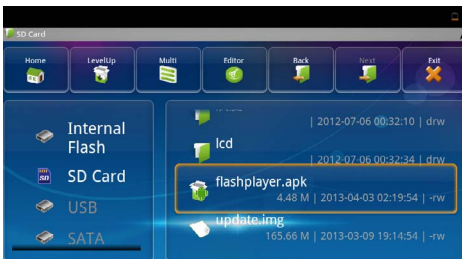 SD Card
Home LevelUp Multi Editor Back Next Exit
Internal
Flash
SD Card
USB
SATA
| 2012-07-06 00:32:10 | drw
lcd
| 2012-07-06 00:32:34 | drw
flashplayer.apk
4.48 M | 2013-04-03 02:19:54 | -rw
update.img
165.66 M | 2013-03-09 19:14:54 | -rw